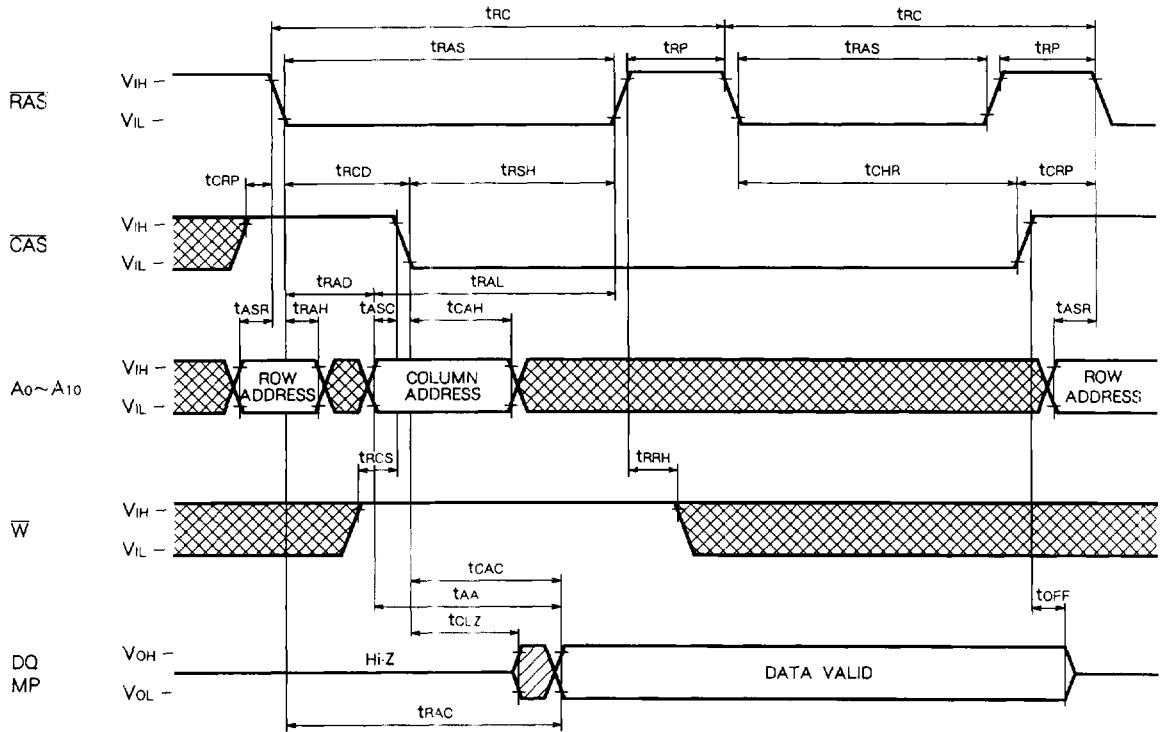 tRC tRC
tRAS tRP tRAS tRP
RAS VIH
VIL
tCRP tRCD tRSH tCHR tCRP
CAS VIH
VIL
tRAD tRAL
tASR tRAH tASC tCAH tASR
A0~A10 VIH ROW ADDRESS COLUMN ADDRESS ROW ADDRESS
VIL
tRCS tRRH
W VIH
VIL
tCAC
tAA tOFF
tCLZ
DQ MP VOH Hi-Z DATA VALID
VOL
tRAC